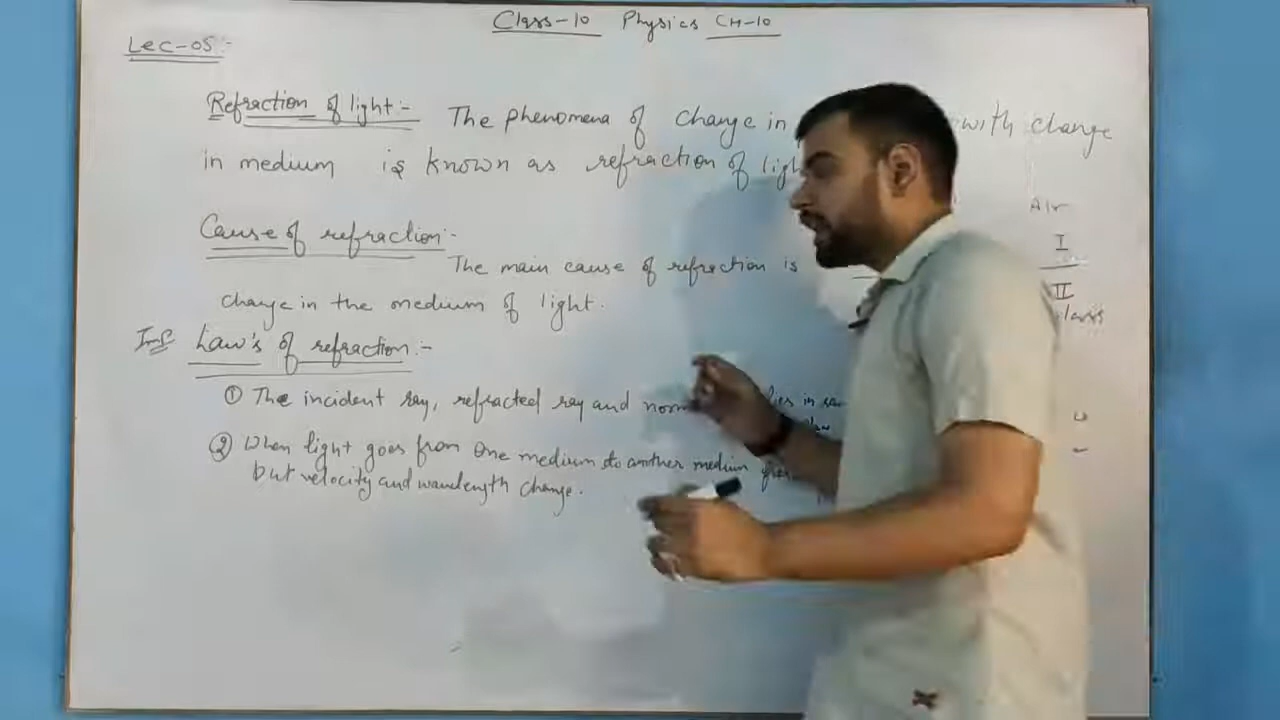 Class-10 Physics CH-10
Lec-05:-
Refraction of light:- The phenomena of change in with change
in medium is known as refraction of
Cause of refraction:-
The main cause of refraction is
change in the medium of light.
Law's of refraction:-
① The incident ray, refracted ray and lies in
② When light goes from one medium to another medium
but velocity and wavelength change.
Air
I
II